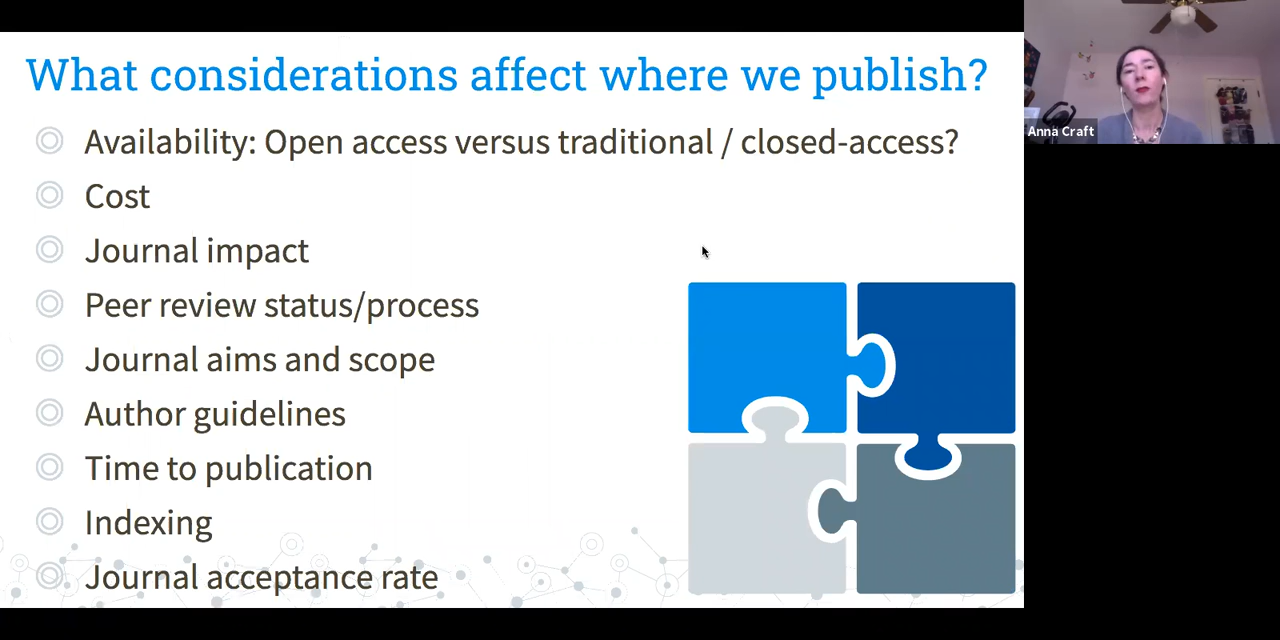 What considerations affect where we publish?
Availability: Open access versus traditional / closed-access?
Cost
Journal impact
Peer review status/process
Journal aims and scope
Author guidelines
Time to publication
Indexing
Journal acceptance rate
Anna Craft